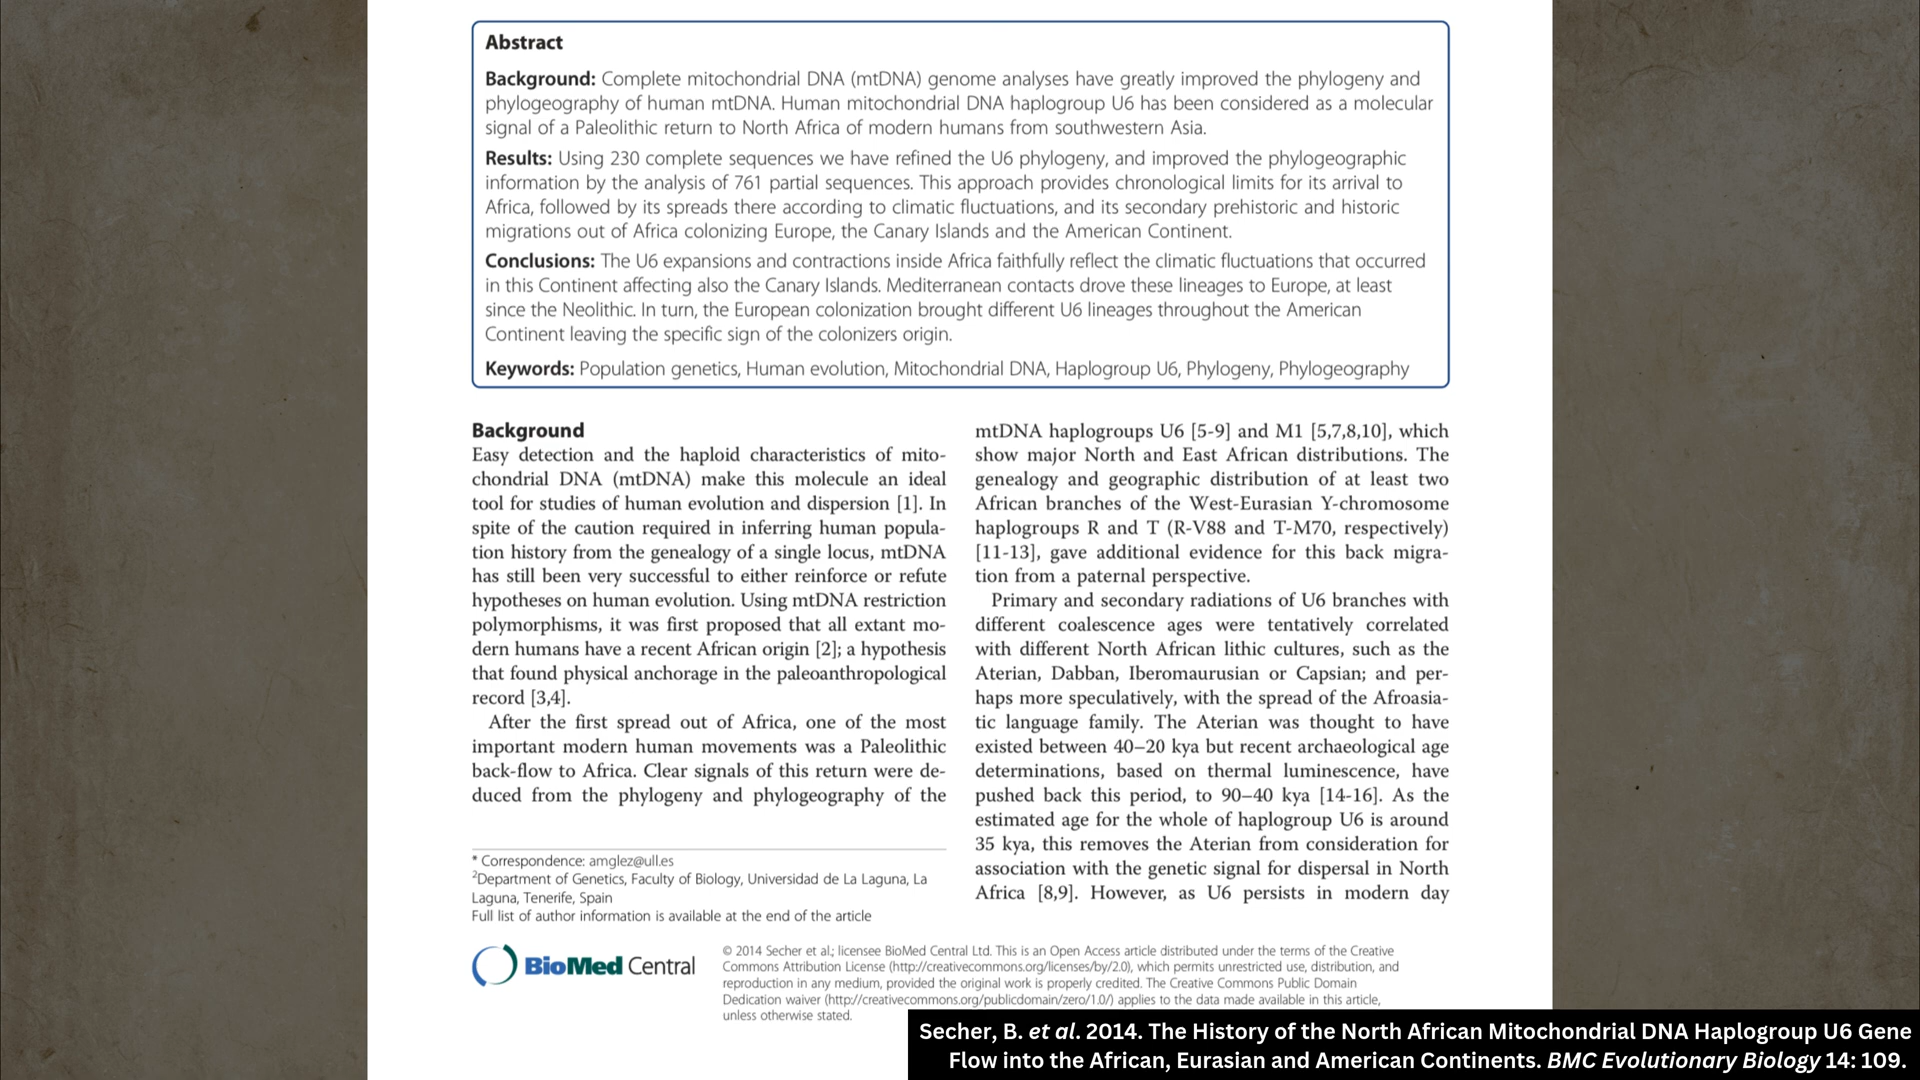 Abstract
Background: Complete mitochondrial DNA (mtDNA) genome analyses have greatly improved the phylogeny and
phylogeography of human mtDNA. Human mitochondrial DNA haplogroup U6 has been considered as a molecular
signal of a Paleolithic return to North Africa of modern humans from southwestern Asia.
Results: Using 230 complete sequences we have refined the U6 phylogeny, and improved the phylogeographic
information by the analysis of 761 partial sequences. This approach provides chronological limits for its arrival to
Africa, followed by its spreads there according to climatic fluctuations, and its secondary prehistoric and historic
migrations out of Africa colonizing Europe, the Canary Islands and the American Continent.
Conclusions: The U6 expansions and contractions inside Africa faithfully reflect the climatic fluctuations that occurred
in this Continent affecting also the Canary Islands. Mediterranean contacts drove these lineages to Europe, at least
since the Neolithic. In turn, the European colonization brought different U6 lineages throughout the American
Continent leaving the specific sign of the colonizers origin.
Keywords: Population genetics, Human evolution, Mitochondrial DNA, Haplogroup U6, Phylogeny, Phylogeography
Background
Easy detection and the haploid characteristics of mito-
chondrial DNA (mtDNA) make this molecule an ideal
tool for studies of human evolution and dispersion [1]. In
spite of the caution required in inferring human popula-
tion history from the genealogy of a single locus, mtDNA
has still been very successful to either reinforce or refute
hypotheses on human evolution. Using mtDNA restriction
polymorphisms, it was first proposed that all extant mo-
dern humans have a recent African origin [2]; a hypothesis
that found physical anchorage in the paleoanthropological
record [3,4].
After the first spread out of Africa, one of the most
important modern human movements was a Paleolithic
back-flow to Africa. Clear signals of this return were de-
duced from the phylogeny and phylogeography of the
mtDNA haplogroups U6 [5-9] and M1 [5,7,8,10], which
show major North and East African distributions. The
genealogy and geographic distribution of at least two
African branches of the West-Eurasian Y-chromosome
haplogroups R and T (R-V88 and T-M70, respectively)
[11-13], gave additional evidence for this back migra-
tion from a paternal perspective.
Primary and secondary radiations of U6 branches with
different coalescence ages were tentatively correlated
with different North African lithic cultures, such as the
Aterian, Dabban, Iberomaurusian or Capsian; and per-
haps more speculatively, with the spread of the Afroasia-
tic language family. The Aterian was thought to have
existed between 40–20 kya but recent archaeological age
determinations, based on thermal luminescence, have
pushed back this period, to 90–40 kya [14-16]. As the
estimated age for the whole of haplogroup U6 is around
35 kya, this removes the Aterian from consideration for
association with the genetic signal for dispersal in North
Africa [8,9]. However, as U6 persists in modern day
* Correspondence: amglez@ull.es
2Department of Genetics, Faculty of Biology, Universidad de La Laguna, La
Laguna, Tenerife, Spain
Full list of author information is available at the end of the article
BioMed Central
© 2014 Secher et al.; licensee BioMed Central Ltd. This is an Open Access article distributed under the terms of the Creative
Commons Attribution License (http://creativecommons.org/licenses/by/2.0), which permits unrestricted use, distribution, and
reproduction in any medium, provided the original work is properly credited. The Creative Commons Public Domain
Dedication waiver (http://creativecommons.org/publicdomain/zero/1.0/) applies to the data made available in this article,
unless otherwise stated.
Secher, B. et al. 2014. The History of the North African Mitochondrial DNA Haplogroup U6 Gene
Flow into the African, Eurasian and American Continents. BMC Evolutionary Biology 14: 109.